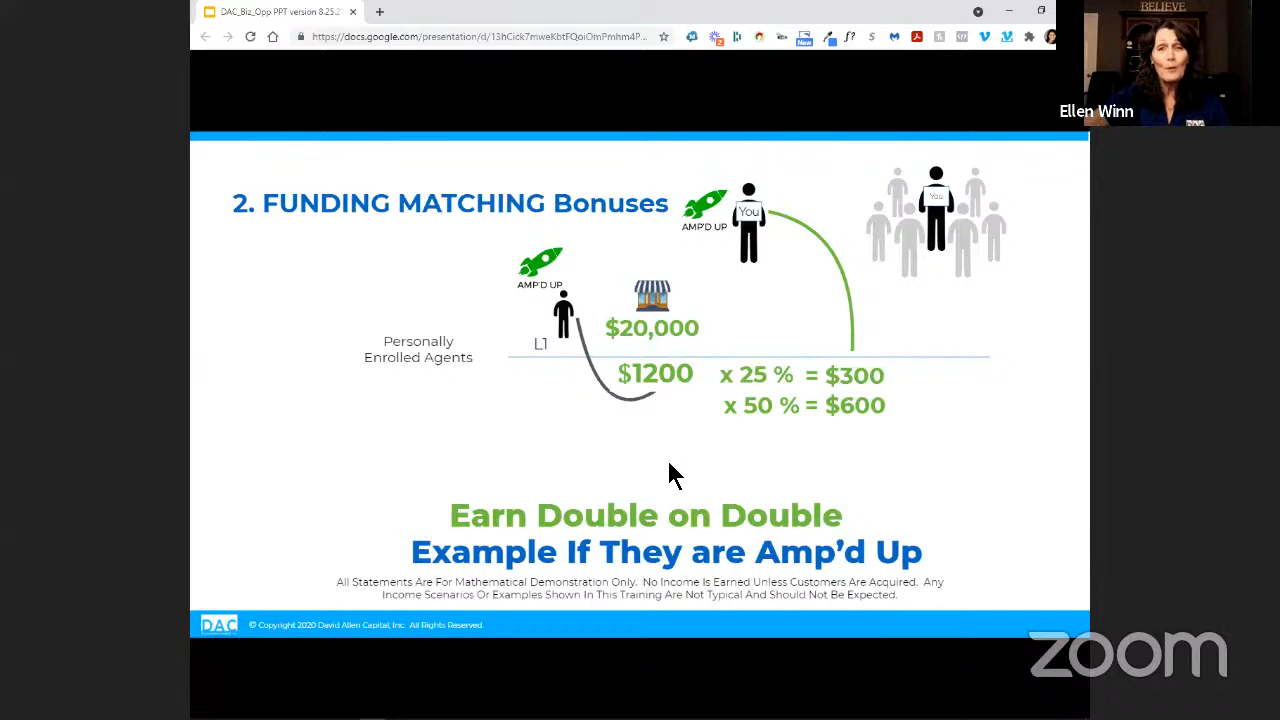 DAC_Biz_Opp PPT version 8.25.2
https://docs.google.com/presentation/d/13hCick7mweKbtFQoiOmPmhm4P...
New
BELIEVE
Ellen Winn
DAC
2. FUNDING MATCHING Bonuses
AMP'D UP
You
You
AMP'D UP
$20,000
Personally
Enrolled Agents
L1
$1200 x 25 % = $300
x 50 % = $600
Earn Double on Double
Example If They are Amp'd Up
All Statements Are For Mathematical Demonstration Only. No Income Is Earned Unless Customers Are Acquired. Any
Income Scenarios Or Examples Shown In This Training Are Not Typical And Should Not Be Expected.
DAC
© Copyright 2020 David Allen Capital, Inc. All Rights Reserved.
zoom